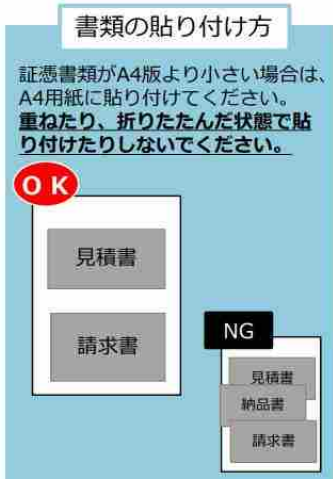 書類の貼り付け方
証憑書類がA4版より小さい場合は、
A4用紙に貼り付けてください。
重ねたり、折りたたんだ状態で貼
り付けたりしないでください。
OK
見積書
請求書
NG
見積書
納品書
請求書